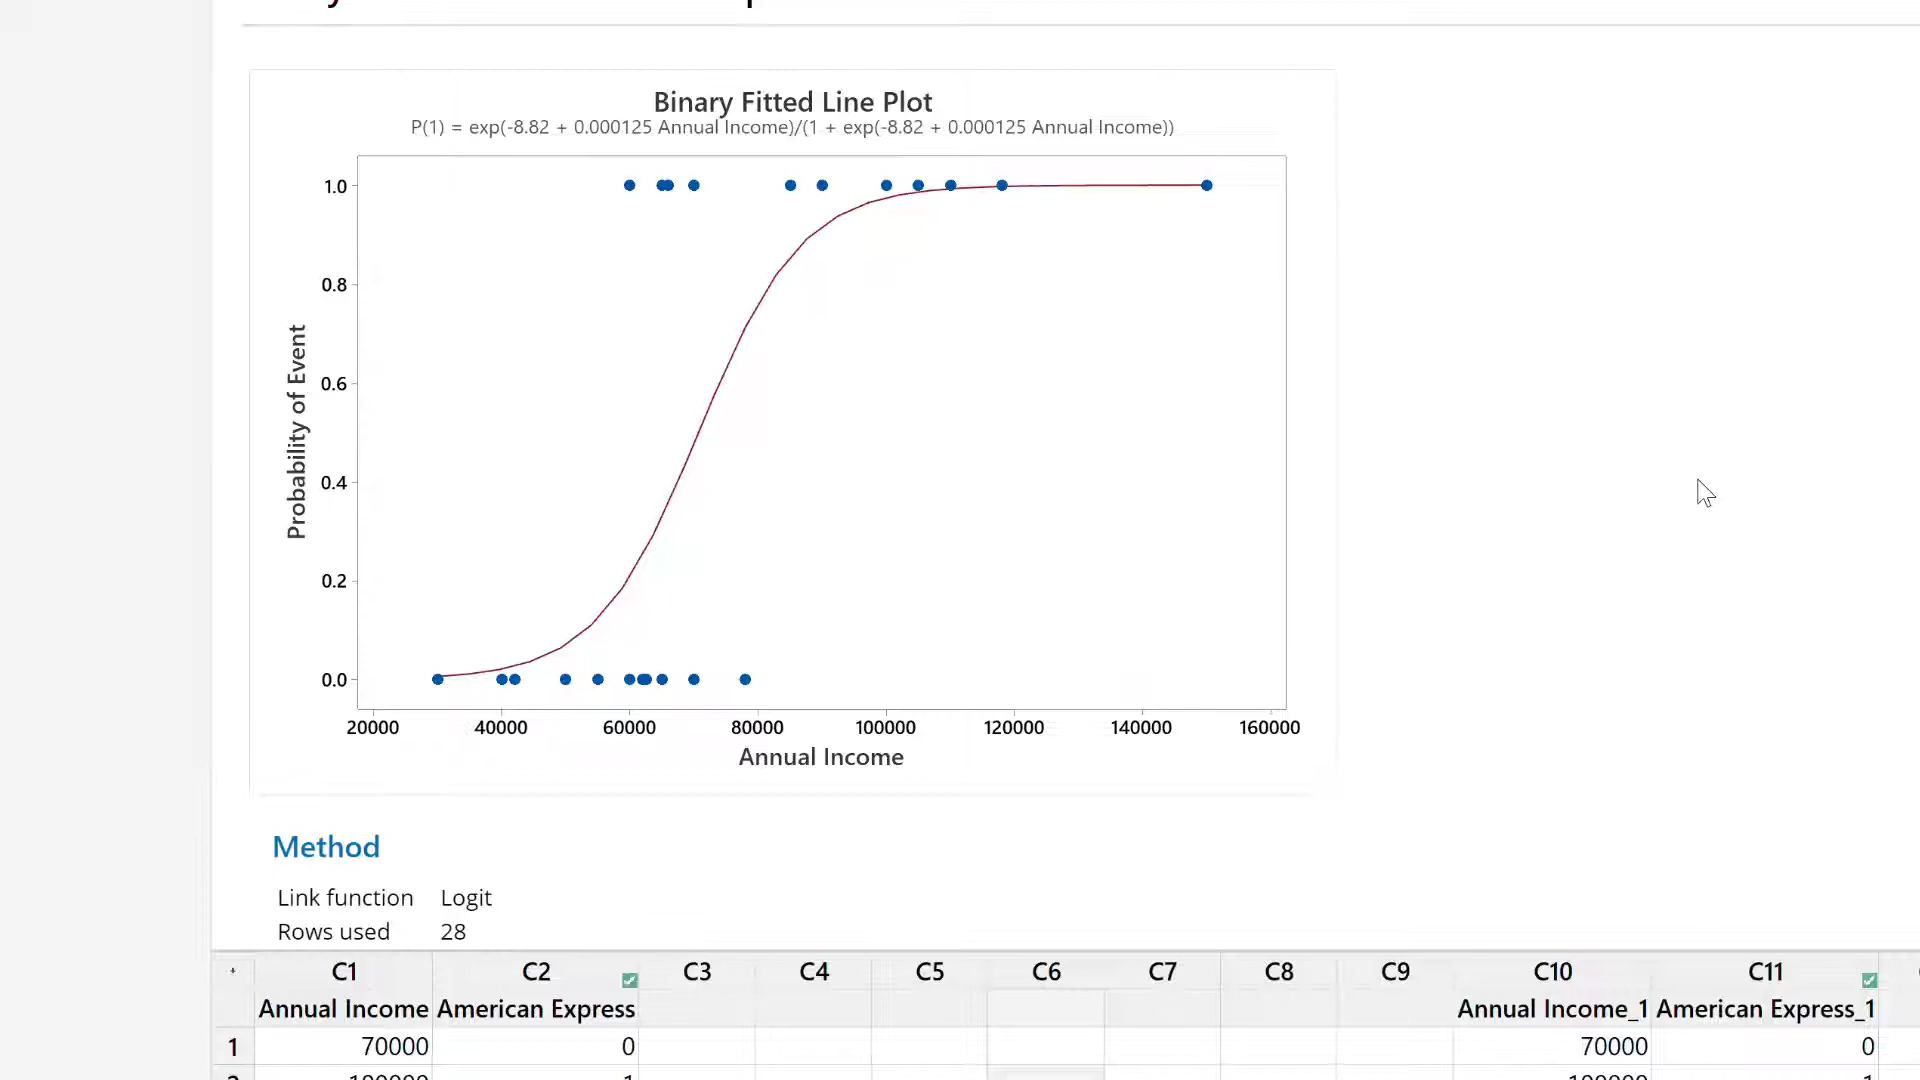 Binary Fitted Line Plot
P(1) = exp(-8.82 + 0.000125 Annual Income)/(1 + exp(-8.82 + 0.000125 Annual Income))
1.0
0.8
0.6
0.4
0.2
0.0
Probability of Event
20000 40000 60000 80000 100000 120000 140000 160000
Annual Income
Method
Link function Logit
Rows used 28
C1 C2 C3 C4 C5 C6 C7 C8 C9 C10 C11
Annual Income American Express Annual Income_1 American Express_1
1 70000 0 70000 0